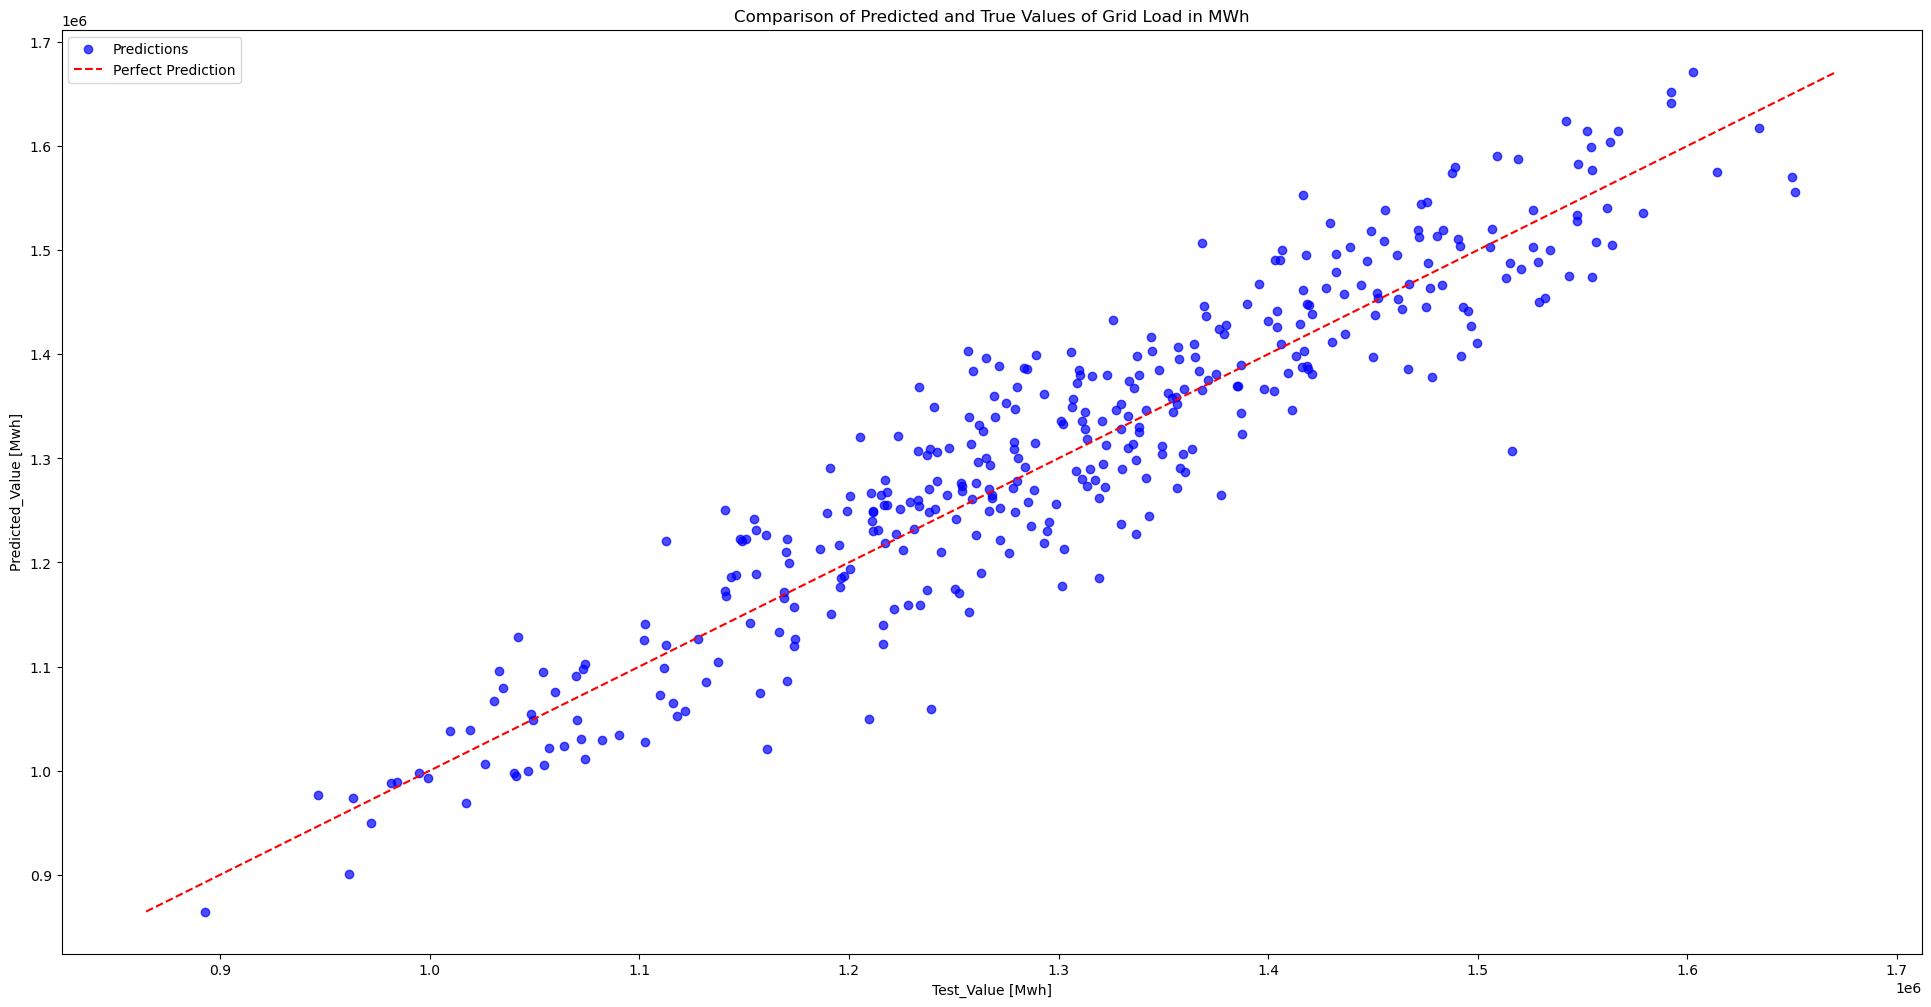 Comparison of Predicted and True Values of Grid Load in MWh
1e6
Predictions
Perfect Prediction
1.7
1.6
1.5
1.4
1.3
1.2
1.1
1.0
0.9
Predicted_Value [Mwh]
0.9 1.0 1.1 1.2 1.3 1.4 1.5 1.6 1.7
Test_Value [Mwh]
1e6